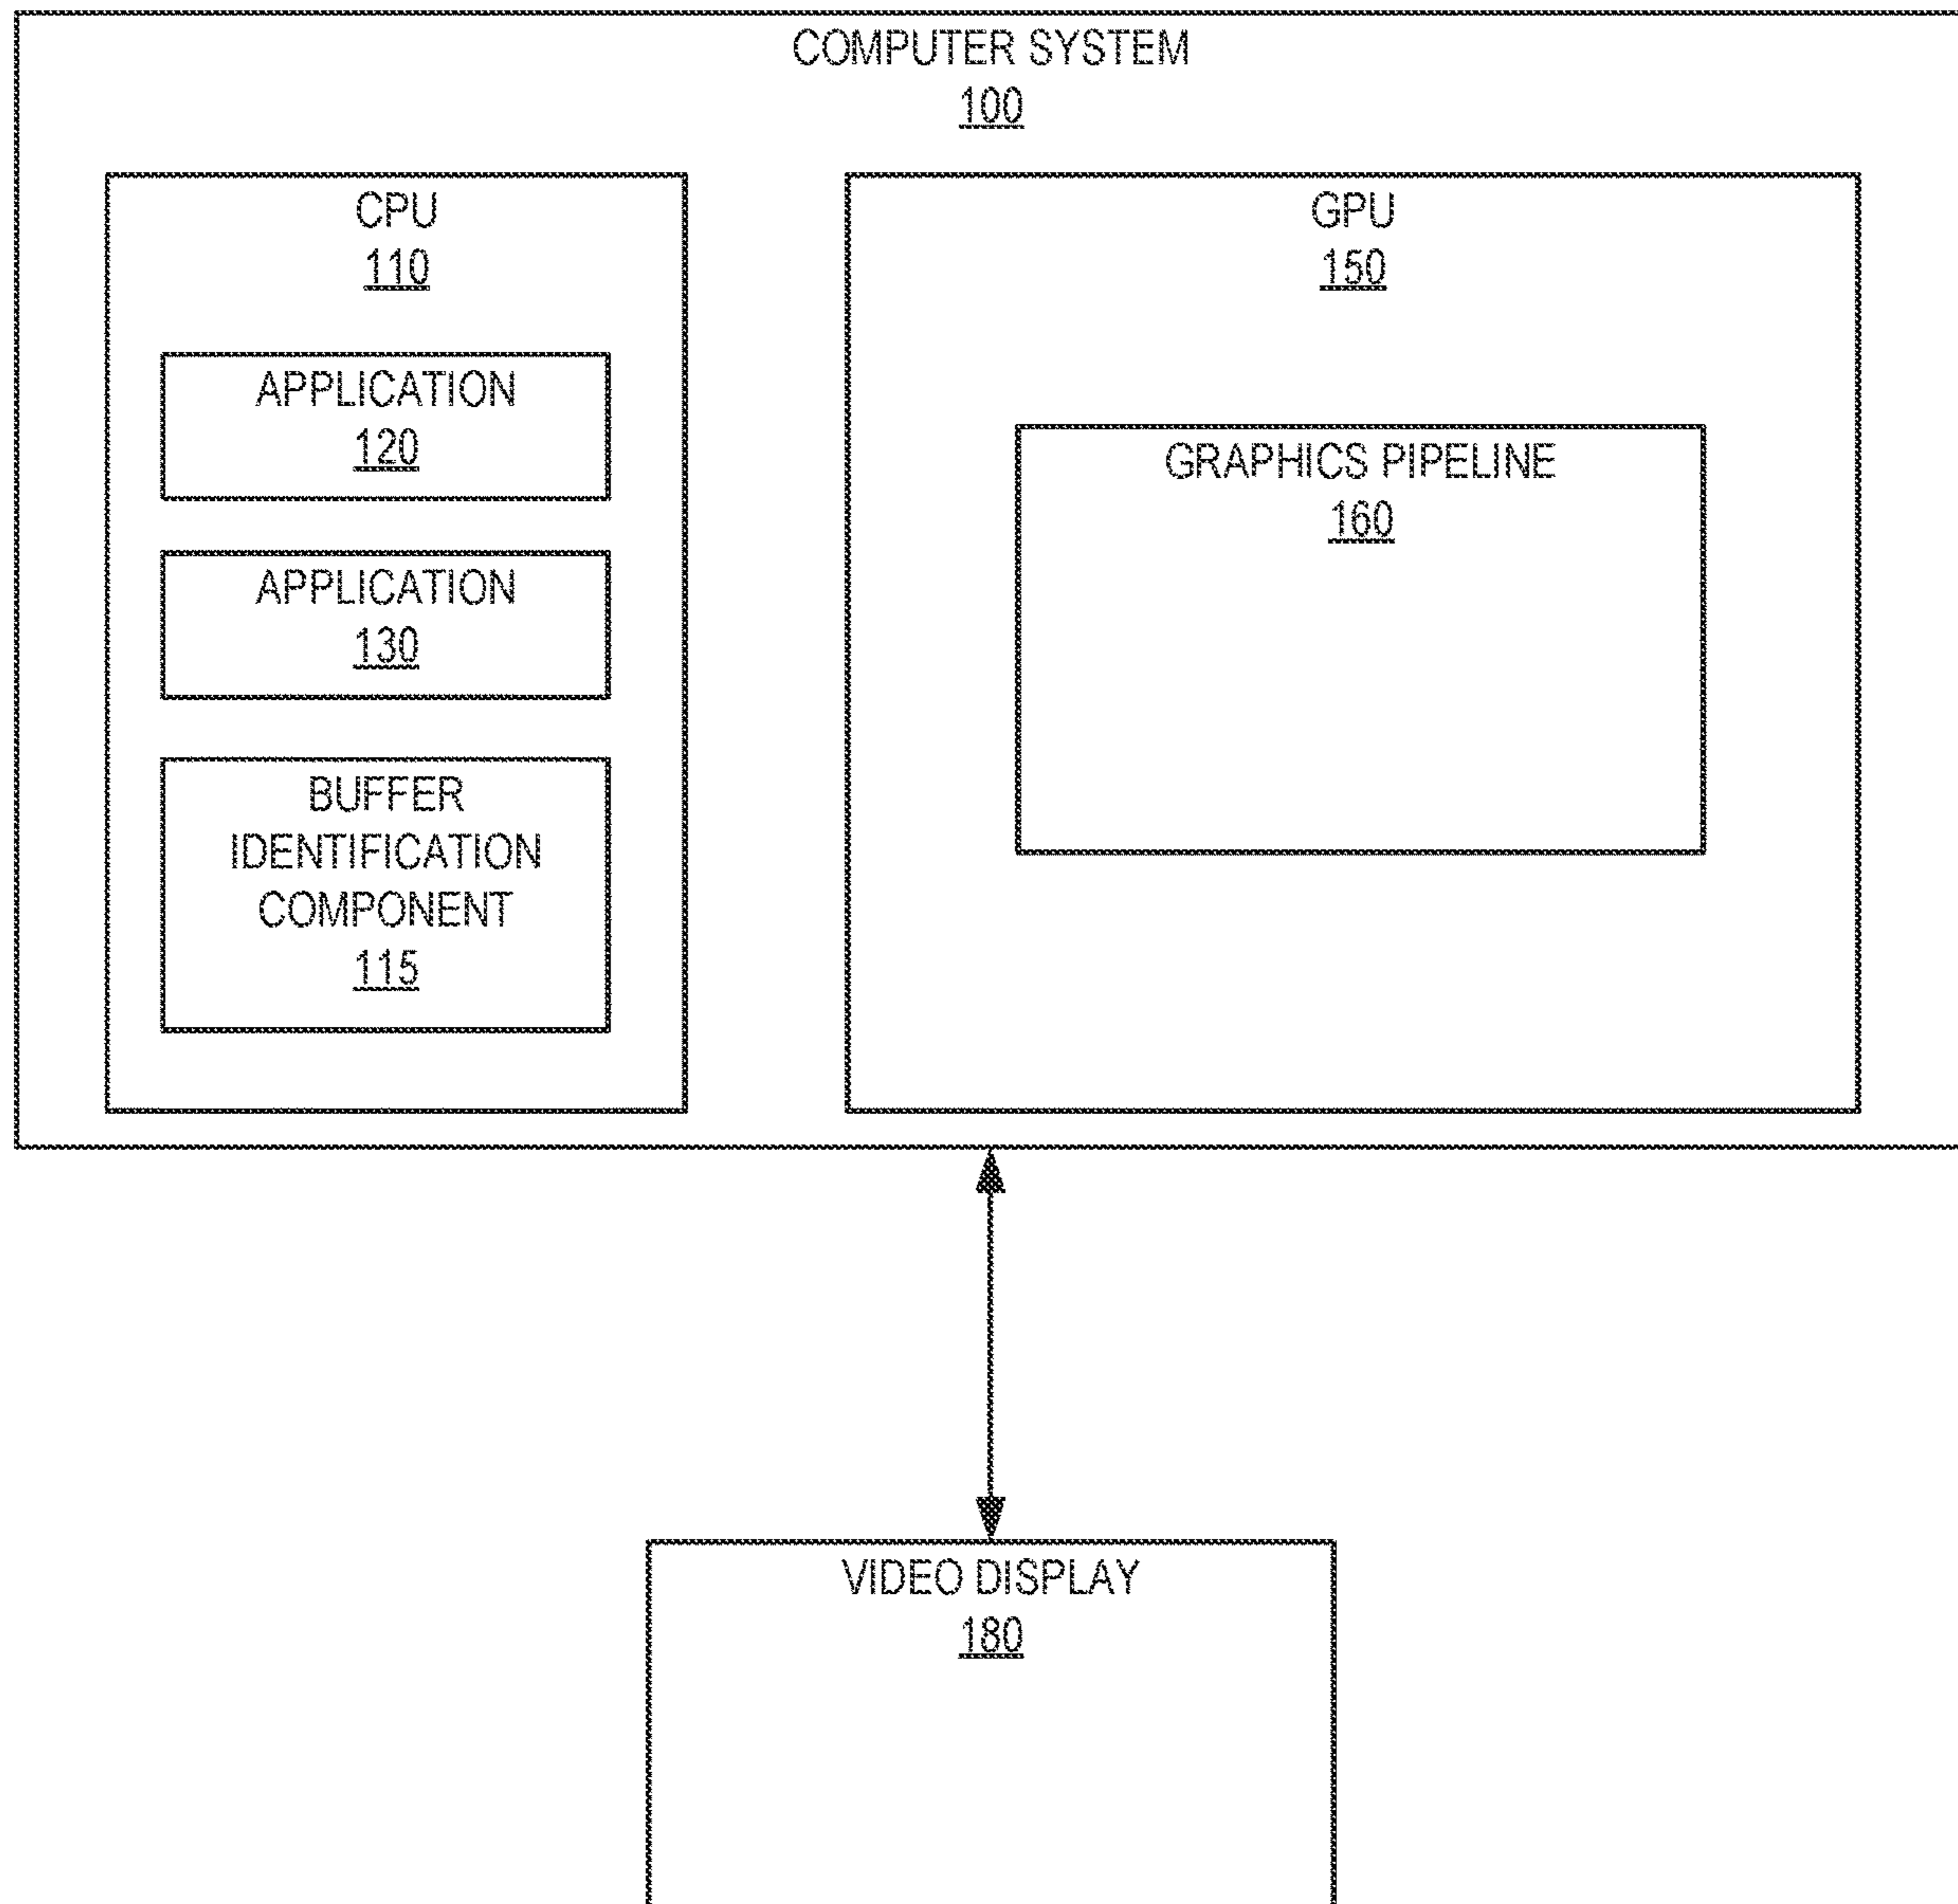 COMPUTER SYSTEM
100
CPU
110
APPLICATION
120
APPLICATION
130
BUFFER
IDENTIFICATION
COMPONENT
115
GPU
150
GRAPHICS PIPELINE
160
VIDEO DISPLAY
180